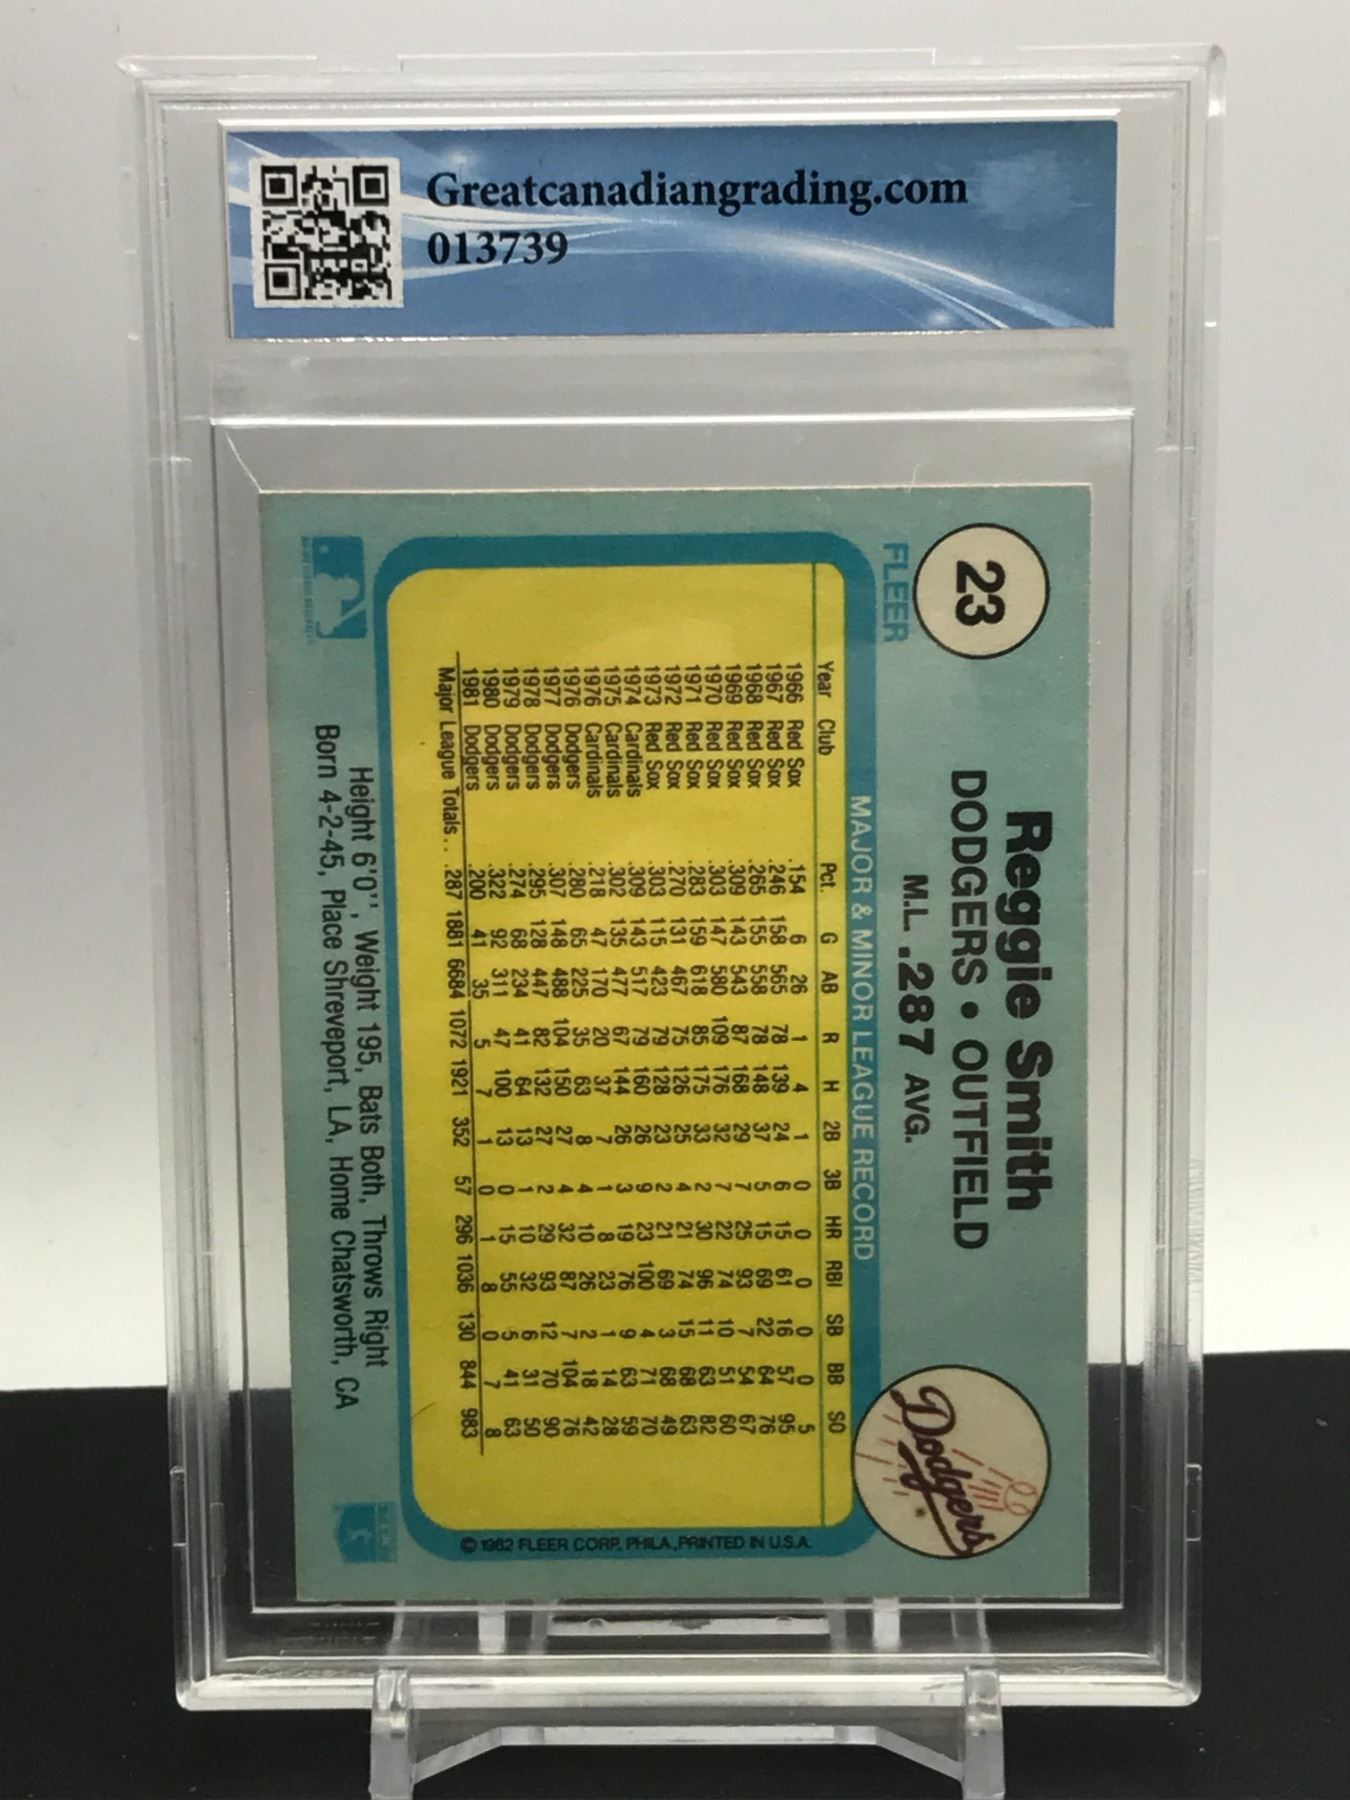 Greatcanadiangrading.com
013739
23
FLEER
Reggie Smith
DODGERS • OUTFIELD
M.L. .287 AVG.
Dodgers
MAJOR & MINOR LEAGUE RECORD
Year Club Pct. G AB R H 2B 3B HR RBI SB BB SO
1966 Red Sox .154 6 26 1 4 1 0 0 0 0 0 5
1967 Red Sox .246 158 565 78 139 24 6 15 61 16 57 95
1968 Red Sox .265 155 558 78 148 37 5 15 69 22 64 76
1969 Red Sox .309 143 543 87 168 29 7 25 93 7 54 67
1970 Red Sox .303 147 580 109 176 32 7 22 74 10 51 60
1971 Red Sox .283 159 618 85 175 33 2 30 96 11 63 82
1972 Red Sox .270 131 467 75 126 25 4 21 74 15 68 63
1973 Red Sox .303 115 423 79 128 23 2 21 69 3 68 49
1974 Cardinals .309 143 517 79 160 26 9 23 100 4 71 70
1975 Cardinals .302 135 477 67 144 26 3 19 76 9 63 59
1976 Cardinals .218 47 170 20 37 7 1 8 23 1 14 28
1976 Dodgers .280 65 225 35 63 8 4 10 26 2 18 42
1977 Dodgers .307 148 488 104 150 27 4 32 87 7 104 76
1978 Dodgers .295 128 447 82 132 27 2 29 93 12 70 90
1979 Dodgers .274 68 234 41 64 13 1 10 32 6 31 50
1980 Dodgers .322 92 311 47 100 13 0 15 55 5 41 63
1981 Dodgers .200 41 35 5 7 1 0 1 8 0 7 8
Major League Totals . . .287 1881 6684 1072 1921 352 57 296 1036 130 844 983
© 1982 FLEER CORP. PHILA., PRINTED IN U.S.A.
Height 6'0'', Weight 195, Bats Both, Throws Right
Born 4-2-45, Place Shreveport, LA, Home Chatsworth, CA